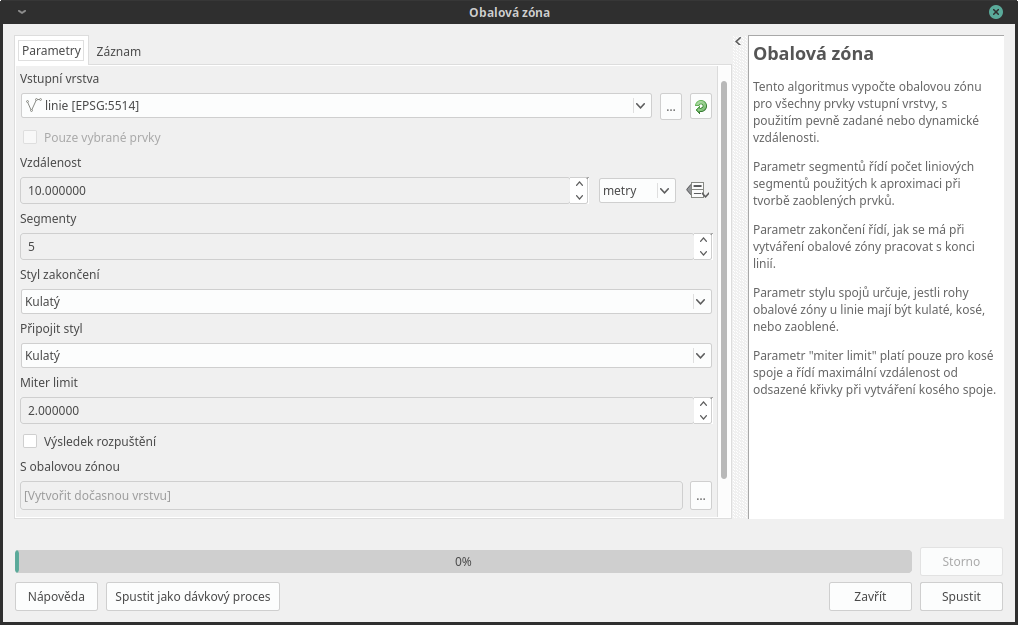 Obalová zóna
Parametry
Záznam
Vstupní vrstva
linie [EPSG:5514]
...
Pouze vybrané prvky
Vzdálenost
10.000000
metry
Segmenty
5
Styl zakončení
Kulatý
Připojit styl
Kulatý
Miter limit
2.000000
Výsledek rozpuštění
S obalovou zónou
[Vytvořit dočasnou vrstvu]
...
Obalová zóna
Tento algoritmus vypočte obalovou zónu
pro všechny prvky vstupní vrstvy, s
použitím pevně zadané nebo dynamické
vzdálenosti.
Parametr segmentů řídí počet liniových
segmentů použitých k aproximaci při
tvorbě zaoblených prvků.
Parametr zakončení řídí, jak se má při
vytváření obalové zóny pracovat s konci
linií.
Parametr stylu spojů určuje, jestli rohy
obalové zóny u linie mají být kulaté, kosé,
nebo zaoblené.
Parametr "miter limit" platí pouze pro kosé
spoje a řídí maximální vzdálenost od
odsazené křivky při vytváření kosého spoje.
0%
Storno
Nápověda
Spustit jako dávkový proces
Zavřít
Spustit